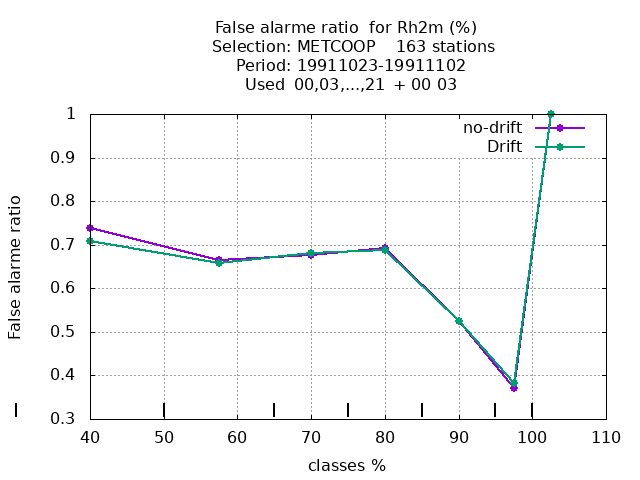 False alarme ratio  for Rh2m (%)
Selection: METCOOP    163 stations
Period: 19911023-19911102
Used  00,03,...,21  + 00 03
no-drift
Drift
False alarme ratio
1
0.9
0.8
0.7
0.6
0.5
0.4
0.3
40 50 60 70 80 90 100 110
classes %